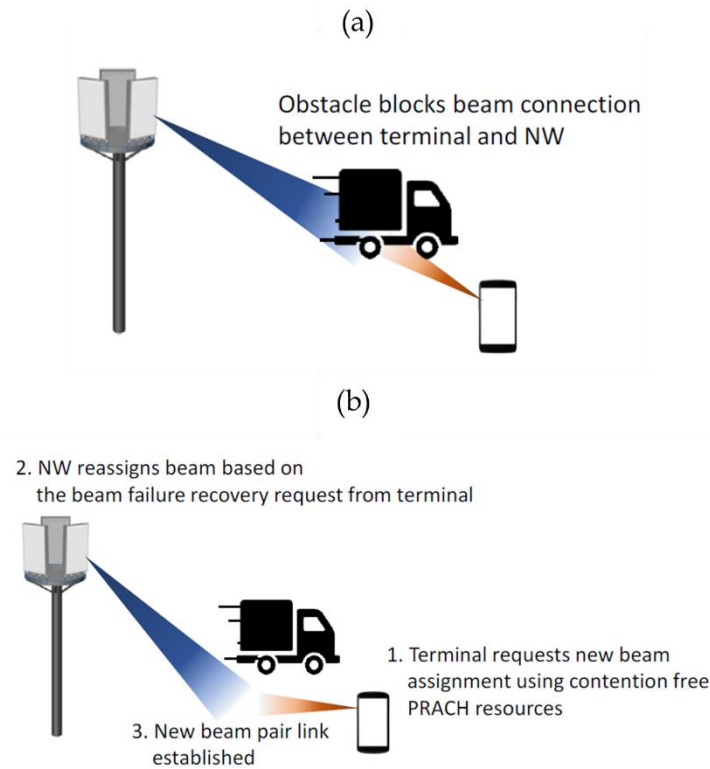 (a)
Obstacle blocks beam connection
between terminal and NW
(b)
2. NW reassigns beam based on
the beam failure recovery request from terminal
1. Terminal requests new beam
assignment using contention free
PRACH resources
3. New beam pair link
established